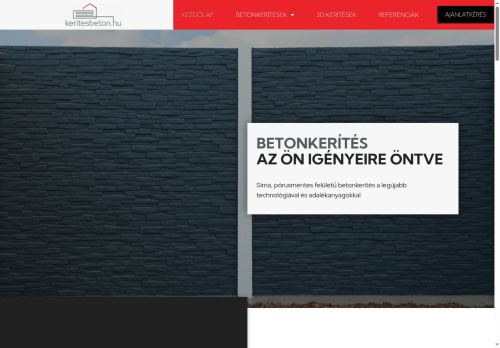 kerítésbeton.hu
KEZDŐLAP
BETONKERÍTÉSEK
3D KERÍTÉSEK
REFERENCIÁK
AJÁNLATKÉRÉS
BETONKERÍTÉS
AZ ÖN IGÉNYEIRE ÖNTVE
Sima, pórusmentes felületű betonkerítés a legújabb
technológiával és adalékanyagokkal